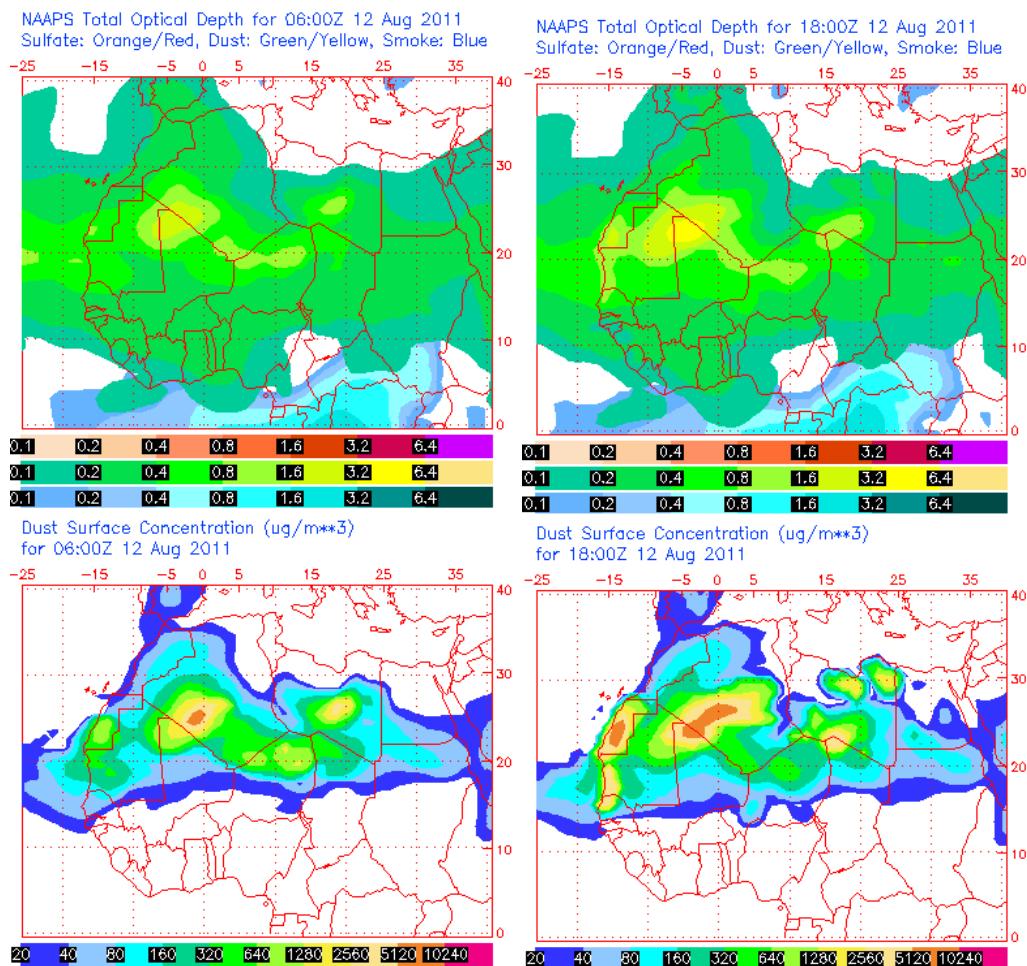 NAAPS Total Optical Depth for 06:00Z 12 Aug 2011
Sulfate: Orange/Red, Dust: Green/Yellow, Smoke: Blue
-25 -15 -5 0 5 15 25 35
40
30
20
10
0
0.1 0.2 0.4 0.8 1.6 3.2 6.4
0.1 0.2 0.4 0.8 1.6 3.2 6.4
0.1 0.2 0.4 0.8 1.6 3.2 6.4
NAAPS Total Optical Depth for 18:00Z 12 Aug 2011
Sulfate: Orange/Red, Dust: Green/Yellow, Smoke: Blue
-25 -15 -5 0 5 15 25 35
40
30
20
10
0
0.1 0.2 0.4 0.8 1.6 3.2 6.4
0.1 0.2 0.4 0.8 1.6 3.2 6.4
0.1 0.2 0.4 0.8 1.6 3.2 6.4
Dust Surface Concentration (ug/m**3)
for 06:00Z 12 Aug 2011
-25 -15 -5 0 5 15 25 35
40
30
20
10
0
20 40 80 160 320 640 1280 2560 5120 10240
Dust Surface Concentration (ug/m**3)
for 18:00Z 12 Aug 2011
-25 -15 -5 0 5 15 25 35
40
30
20
10
0
20 40 80 160 320 640 1280 2560 5120 10240